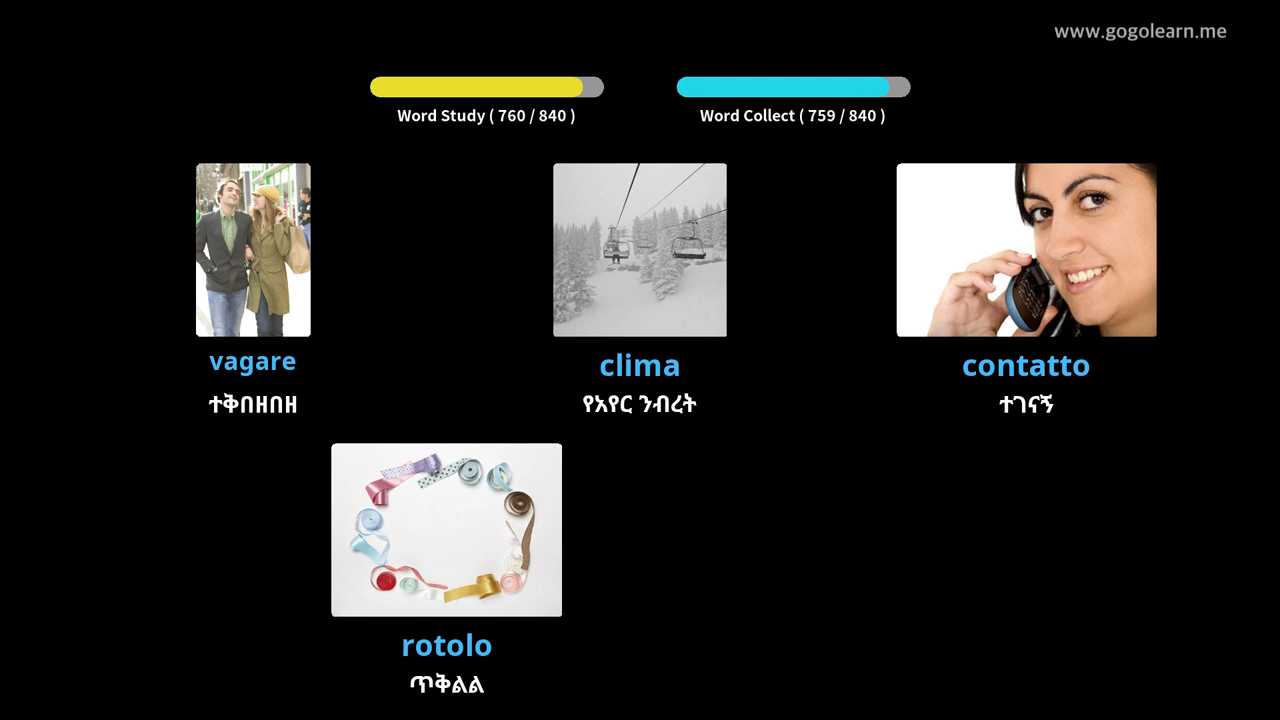 www.gogolearn.me
Word Study ( 760 / 840 )
Word Collect ( 759 / 840 )
vagare
ተቅበዘበዘ
clima
የአየር ንብረት
contatto
ተገናኝ
rotolo
ጥቅልል